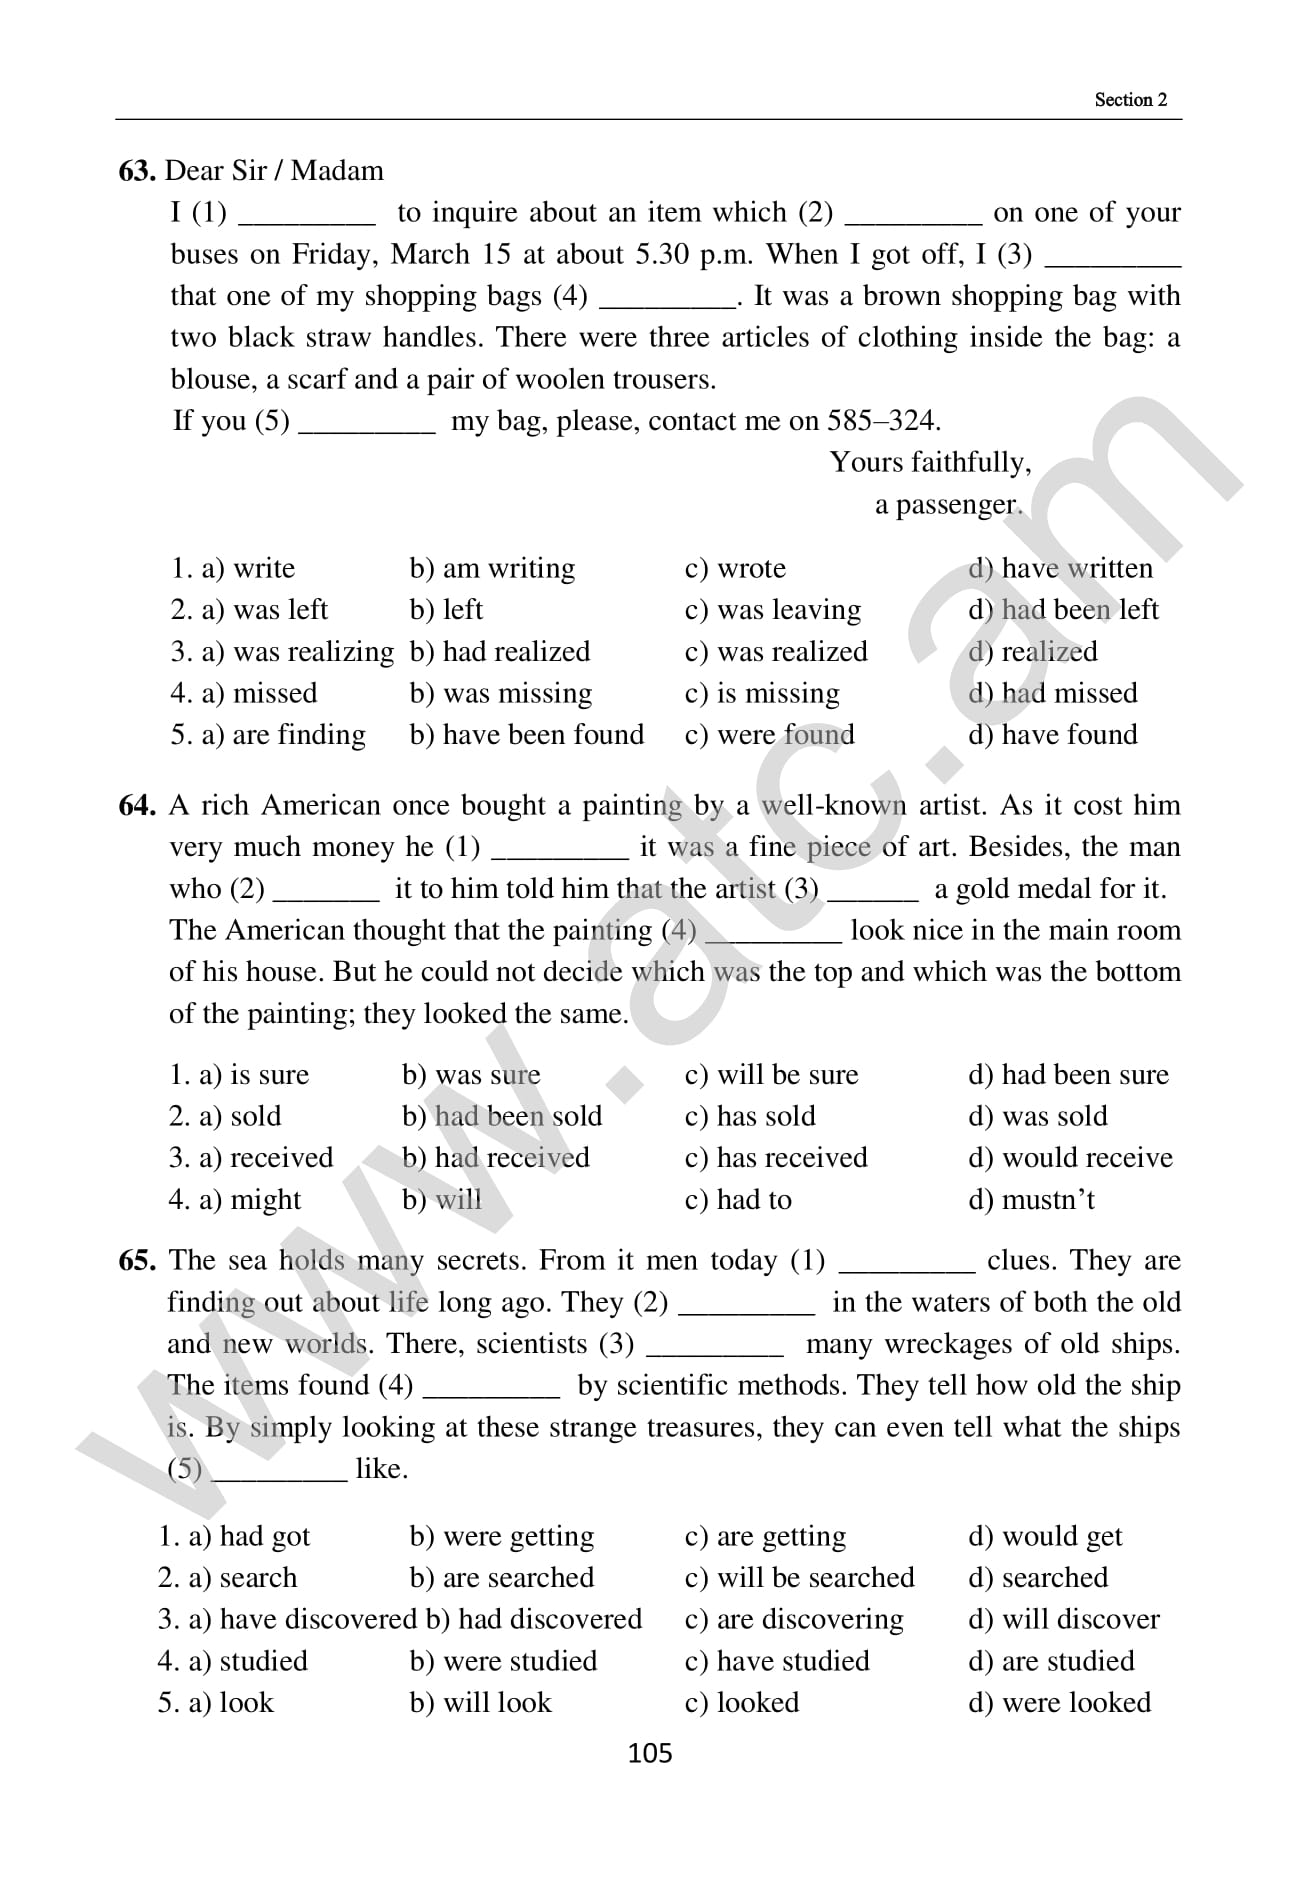 Section 2
63. Dear Sir / Madam
I (1) _________ to inquire about an item which (2) _________ on one of your
buses on Friday, March 15 at about 5.30 p.m. When I got off, I (3) _________
that one of my shopping bags (4) _________. It was a brown shopping bag with
two black straw handles. There were three articles of clothing inside the bag: a
blouse, a scarf and a pair of woolen trousers.
If you (5) _________ my bag, please, contact me on 585–324.
Yours faithfully,
a passenger.
1. a) write b) am writing c) wrote d) have written
2. a) was left b) left c) was leaving d) had been left
3. a) was realizing b) had realized c) was realized d) realized
4. a) missed b) was missing c) is missing d) had missed
5. a) are finding b) have been found c) were found d) have found
64. A rich American once bought a painting by a well-known artist. As it cost him
very much money he (1) _________ it was a fine piece of art. Besides, the man
who (2) _______ it to him told him that the artist (3) ______ a gold medal for it.
The American thought that the painting (4) _________ look nice in the main room
of his house. But he could not decide which was the top and which was the bottom
of the painting; they looked the same.
1. a) is sure b) was sure c) will be sure d) had been sure
2. a) sold b) had been sold c) has sold d) was sold
3. a) received b) had received c) has received d) would receive
4. a) might b) will c) had to d) mustn’t
65. The sea holds many secrets. From it men today (1) _________ clues. They are
finding out about life long ago. They (2) _________ in the waters of both the old
and new worlds. There, scientists (3) _________ many wreckages of old ships.
The items found (4) _________ by scientific methods. They tell how old the ship
is. By simply looking at these strange treasures, they can even tell what the ships
(5) _________ like.
1. a) had got b) were getting c) are getting d) would get
2. a) search b) are searched c) will be searched d) searched
3. a) have discovered b) had discovered c) are discovering d) will discover
4. a) studied b) were studied c) have studied d) are studied
5. a) look b) will look c) looked d) were looked
105
www.atc.am